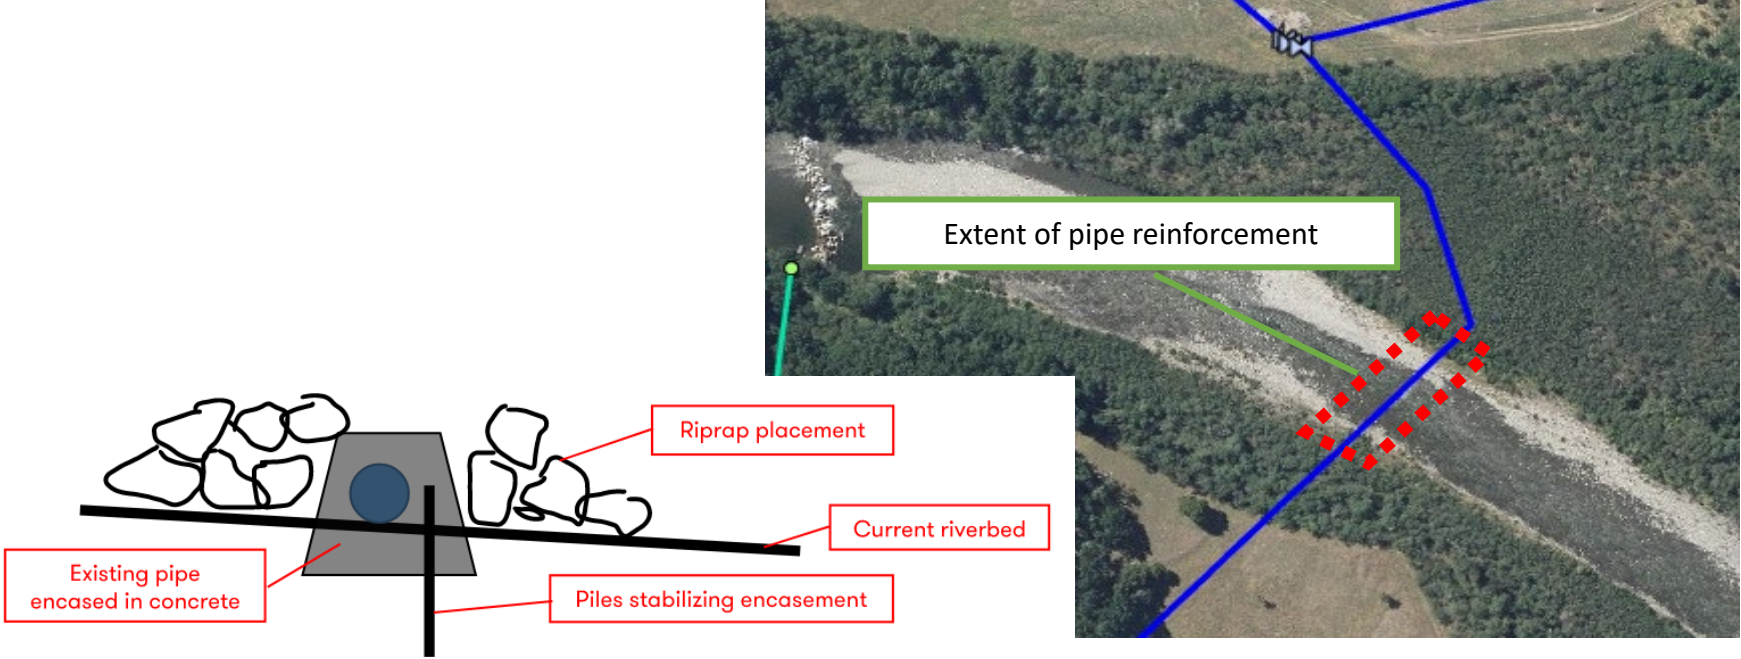 Extent of pipe reinforcement
Riprap placement
Current riverbed
Existing pipe
encased in concrete
Piles stabilizing encasement